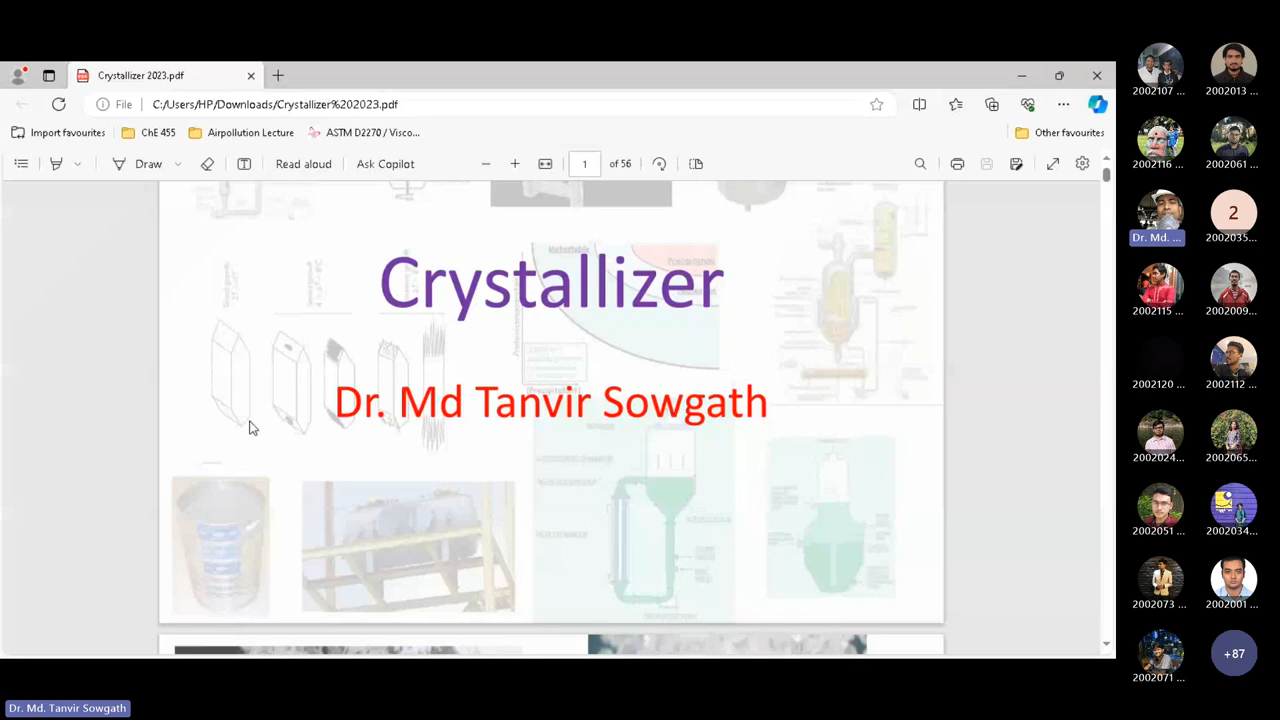 Crystallizer 2023.pdf
File C:/Users/HP/Downloads/Crystallizer%202023.pdf
Import favourites ChE 455 Airpollution Lecture ASTM D2270 / Visco... Other favourites
Draw Read aloud Ask Copilot 1 of 56
Crystallizer
Dr. Md Tanvir Sowgath
2002107 ... 2002013 ...
2002116 ... 2002061 ...
2
Dr. Md. ... 2002035...
2002115 ... 2002009...
2002120 ... 2002112 ...
2002024... 2002065...
2002051 ... 2002034...
2002073 ... 2002001 ...
+87
2002071 ...
Dr. Md. Tanvir Sowgath